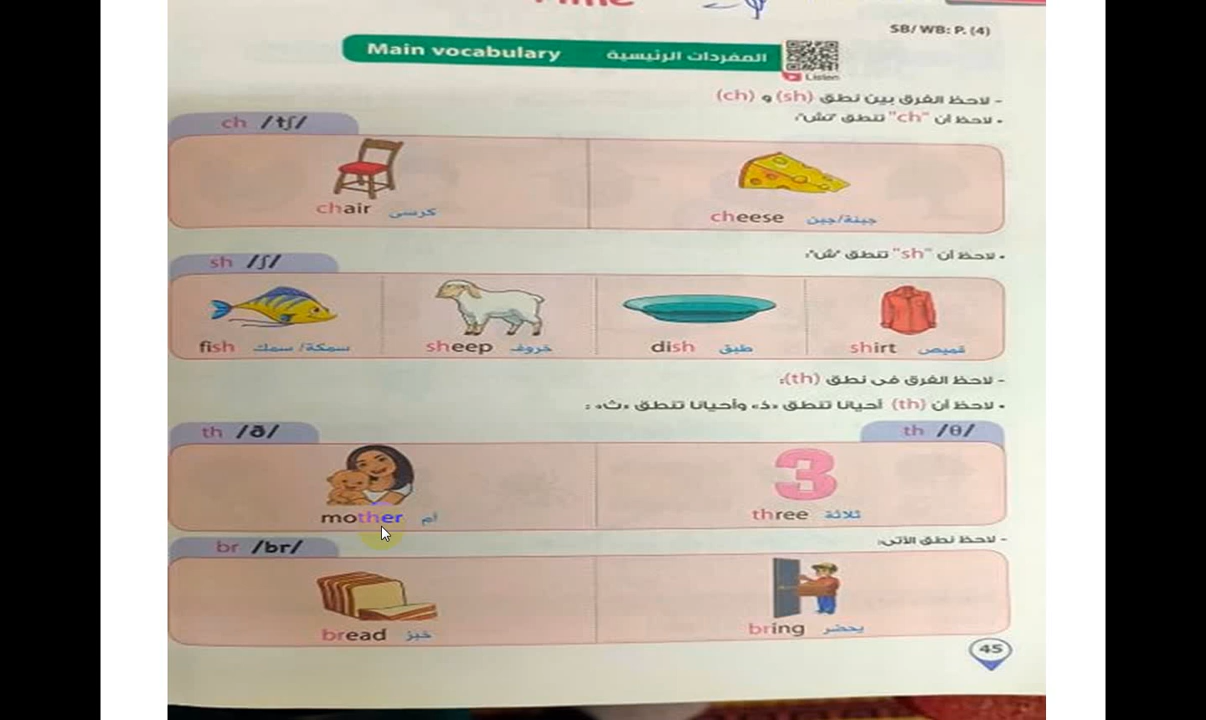 Time
SB/ WB: P. (4)
Main vocabulary المفردات الرئيسية
Listen
- لاحظ الفرق بين نطق (sh) و (ch)
• لاحظ أن "ch" تنطق "تش":
ch /tʃ/
chair كرسى cheese جبنة/جبن
• لاحظ أن "sh" تنطق "ش":
sh /ʃ/
fish سمكة/ سمك sheep خروف dish طبق shirt قميص
- لاحظ الفرق فى نطق (th):
• لاحظ أن (th) أحيانا تنطق «ذ» وأحيانا تنطق «ث» :
th /ð/ th /θ/
mother أم three ثلاثة
- لاحظ نطق الآتى:
br /br/
bread خبز bring يحضر
45